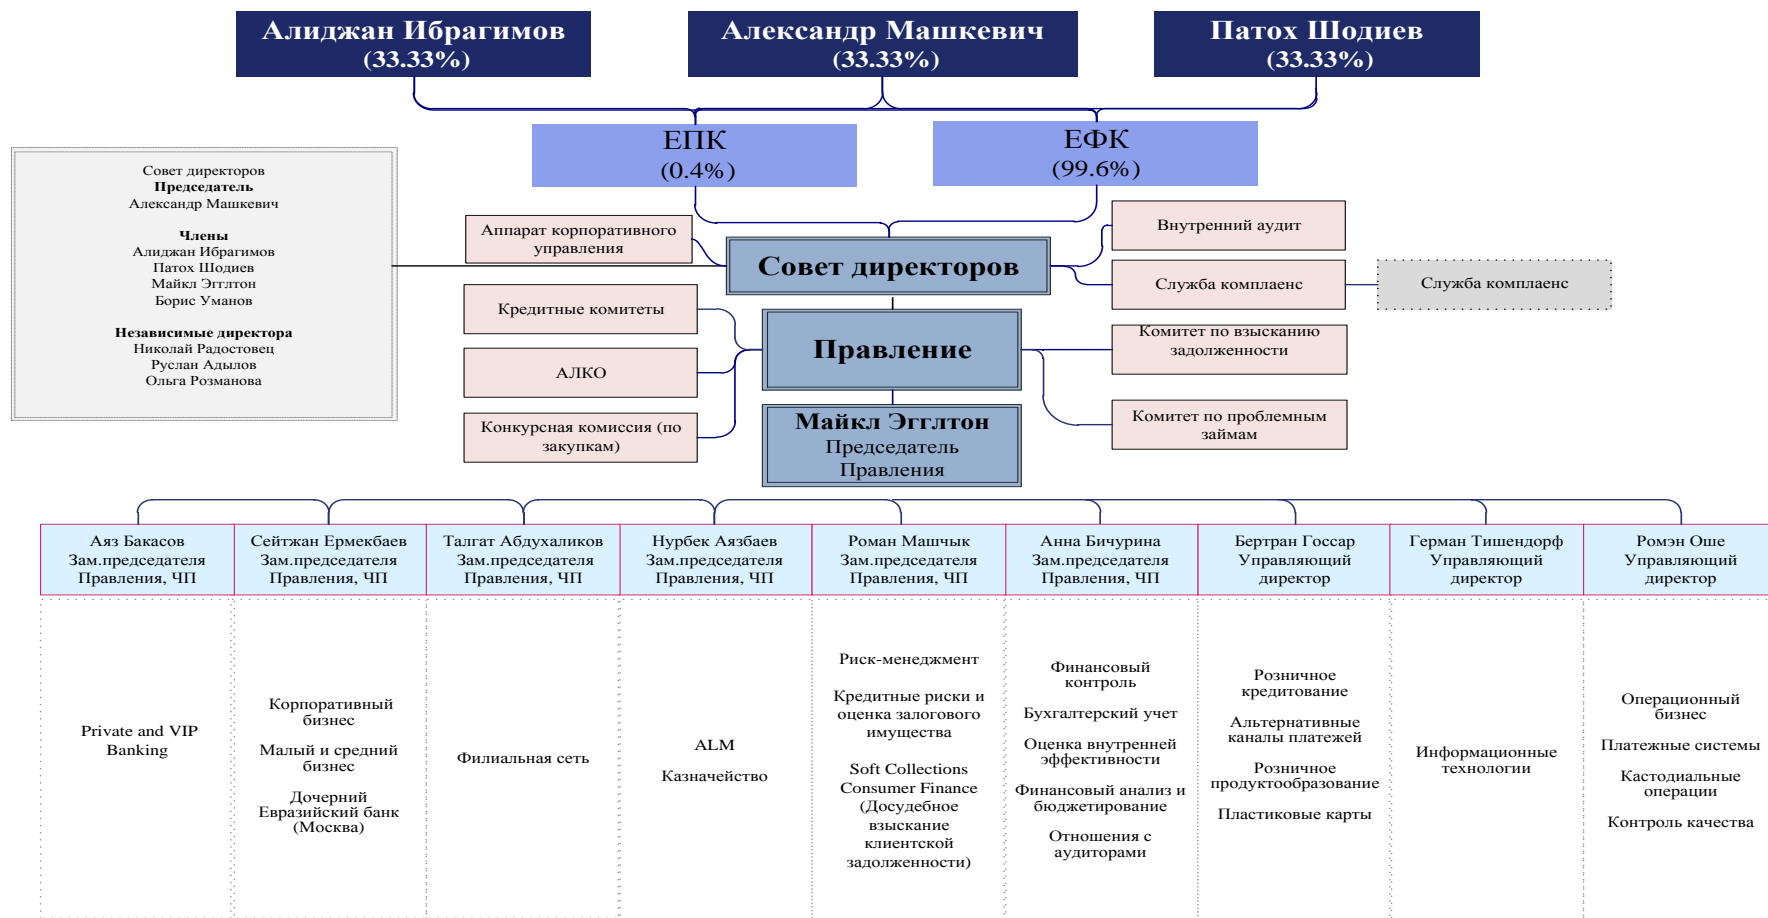 Алиджан Ибрагимов
(33.33%)
Александр Машкевич
(33.33%)
Патох Шодиев
(33.33%)
ЕПК
(0.4%)
ЕФК
(99.6%)
Совет директоров
Председатель
Александр Машкевич
Члены
Алиджан Ибрагимов
Патох Шодиев
Майкл Эгглтон
Борис Уманов
Независимые директора
Николай Радостовец
Руслан Адылов
Ольга Розманова
Аппарат корпоративного
управления
Совет директоров
Внутренний аудит
Служба комплаенс
Служба комплаенс
Кредитные комитеты
АЛКО
Конкурсная комиссия (по
закупкам)
Правление
Комитет по взысканию
задолженности
Комитет по проблемным
займам
Майкл Эгглтон
Председатель
Правления
Аяз Бакасов
Зам.председателя
Правления, ЧП
Сейтжан Ермекбаев
Зам.председателя
Правления, ЧП
Талгат Абдухаликов
Зам.председателя
Правления, ЧП
Нурбек Аязбаев
Зам.председателя
Правления, ЧП
Роман Машчык
Зам.председателя
Правления, ЧП
Анна Бичурина
Зам.председателя
Правления, ЧП
Бертран Госсар
Управляющий
директор
Герман Тишендорф
Управляющий
директор
Ромэн Оше
Управляющий
директор
Private and VIP
Banking
Корпоративный
бизнес
Малый и средний
бизнес
Дочерний
Евразийский банк
(Москва)
Филиальная сеть
ALM
Казначейство
Риск-менеджмент
Кредитные риски и
оценка залогового
имущества
Soft Collections
Consumer Finance
(Досудебное
взыскание
клиентской
задолженности)
Финансовый
контроль
Бухгалтерский учет
Оценка внутренней
эффективности
Финансовый анализ и
бюджетирование
Отношения с
аудиторами
Розничное
кредитование
Альтернативные
каналы платежей
Розничное
продуктообразование
Пластиковые карты
Информационные
технологии
Операционный
бизнес
Платежные системы
Кастодиальные
операции
Контроль качества